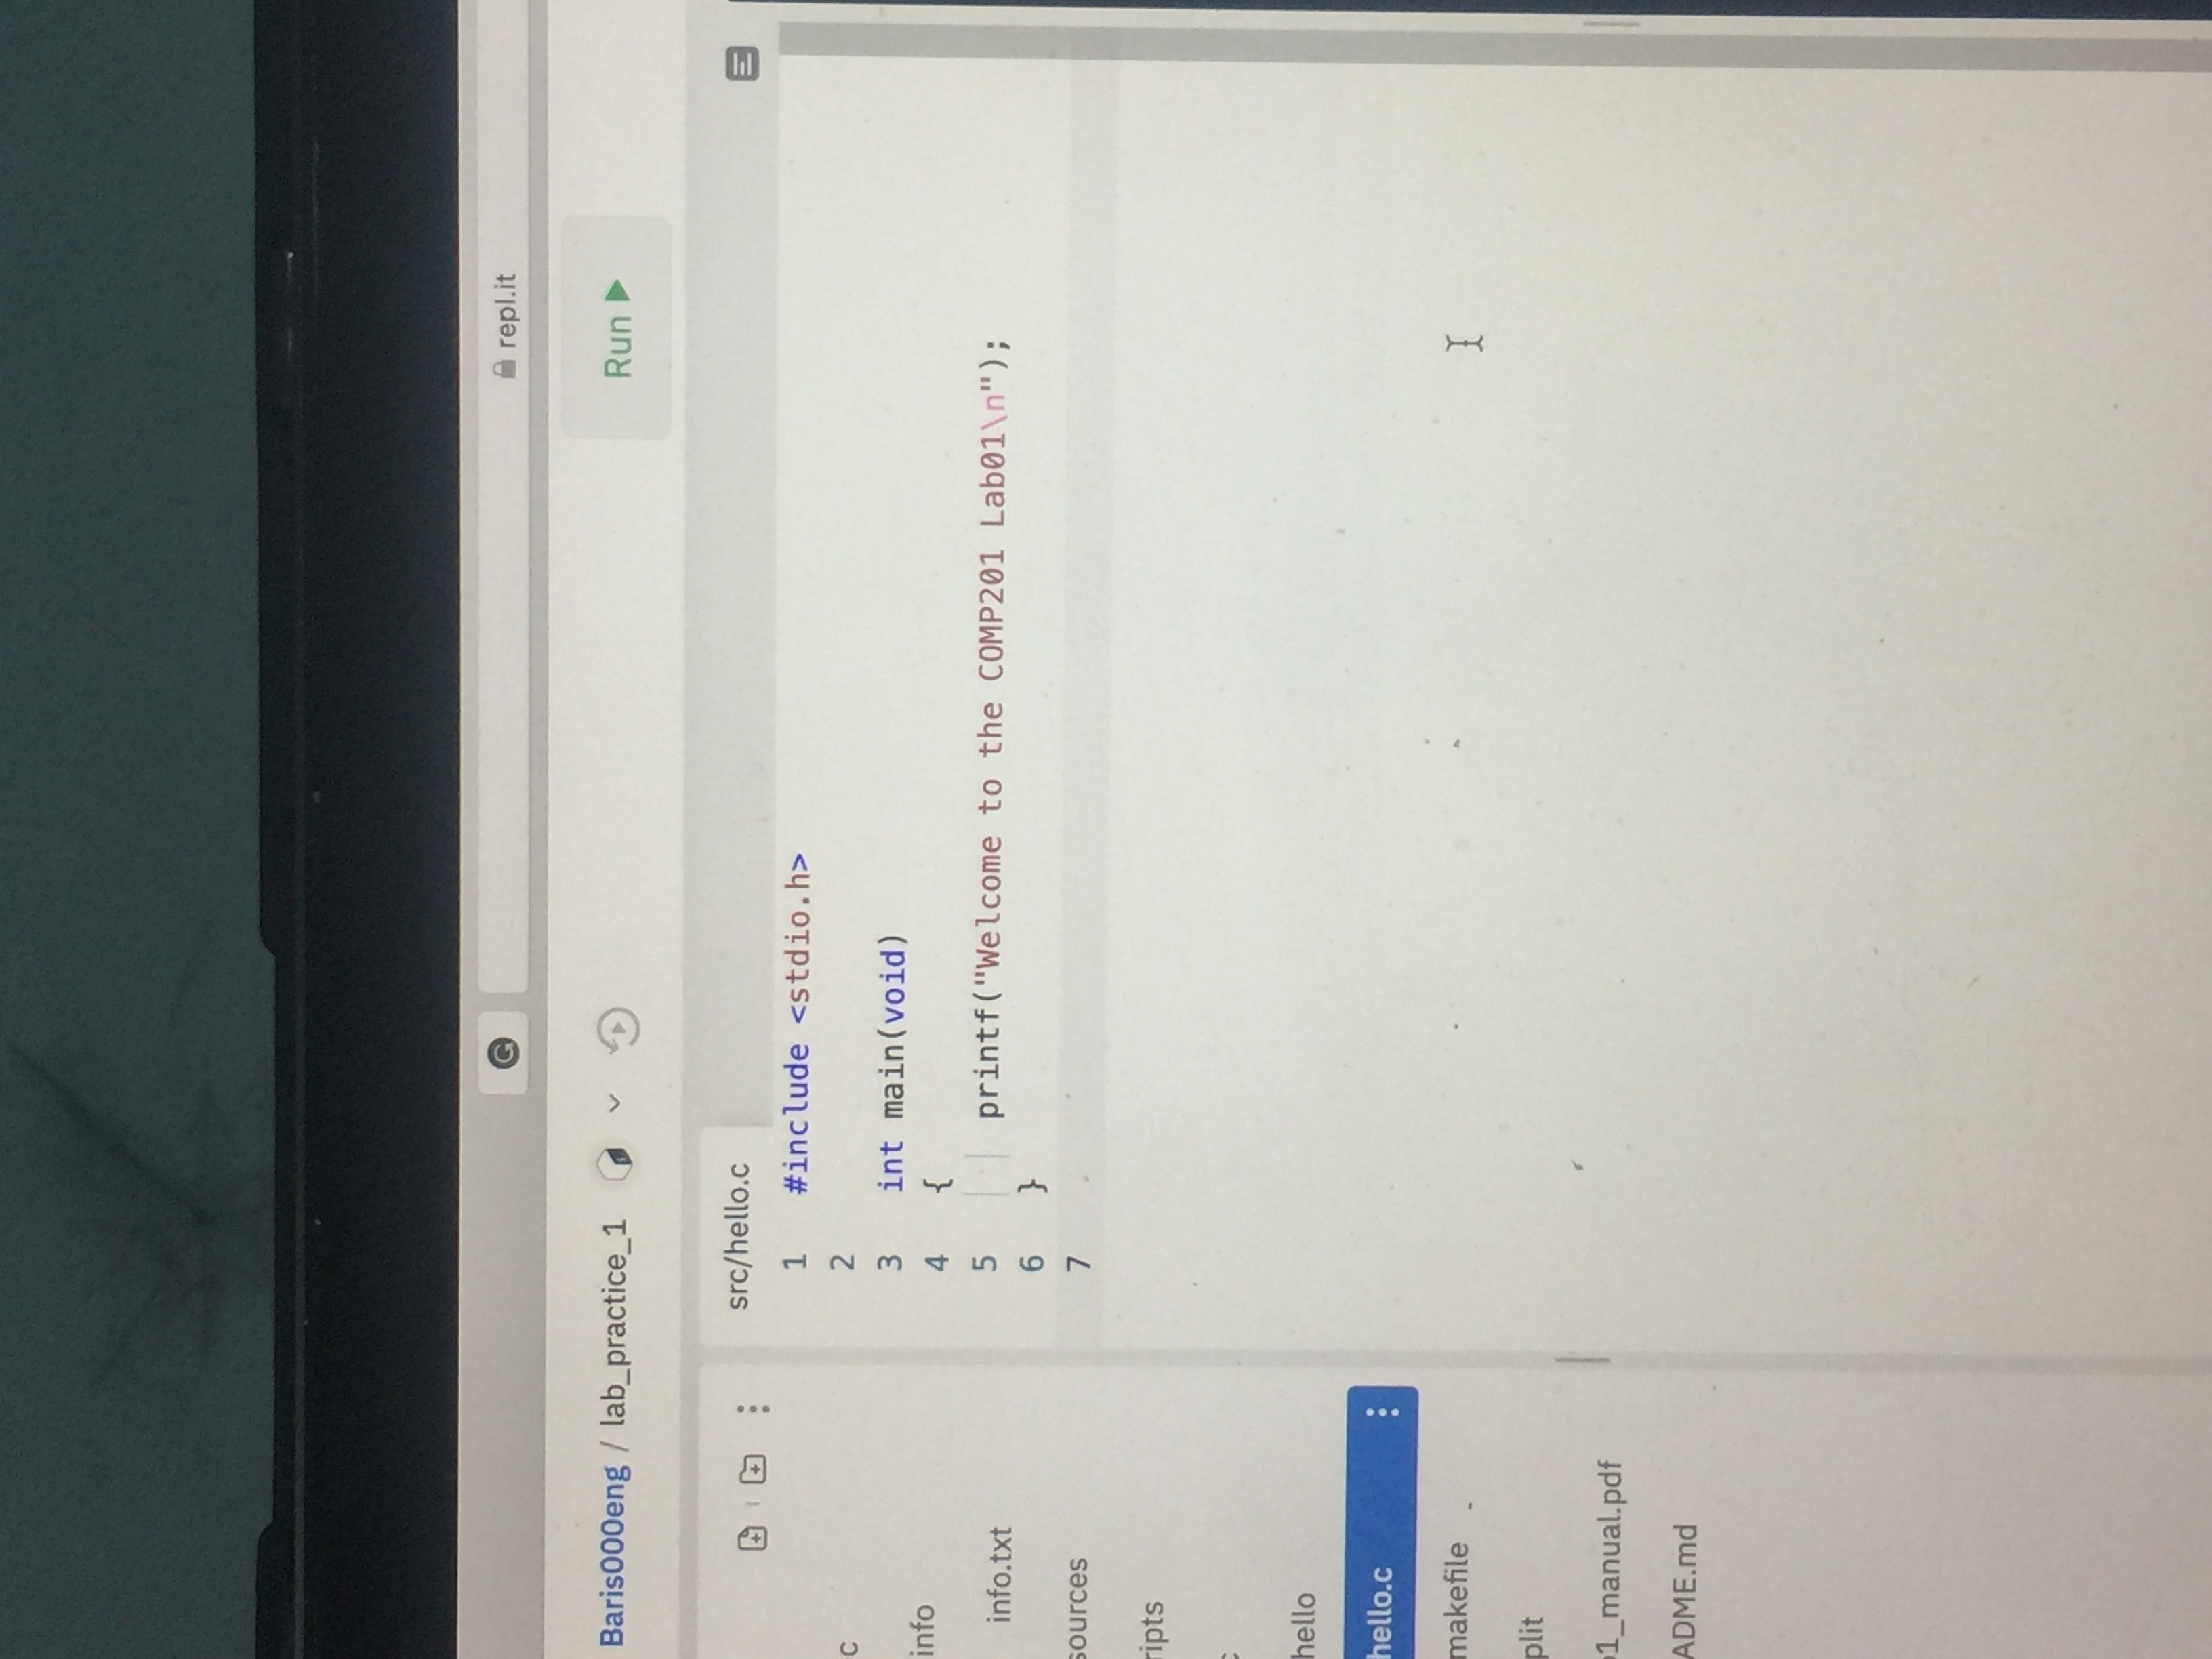 repl.it
Baris000eng / lab_practice_1
Run
src/hello.c
1 #include <stdio.h>
2
3 int main(void)
4 {
5 printf("Welcome to the COMP201 Lab01\n");
6 }
7
c
info
info.txt
sources
ripts
c
hello
hello.c
makefile
plit
1_manual.pdf
ADME.md